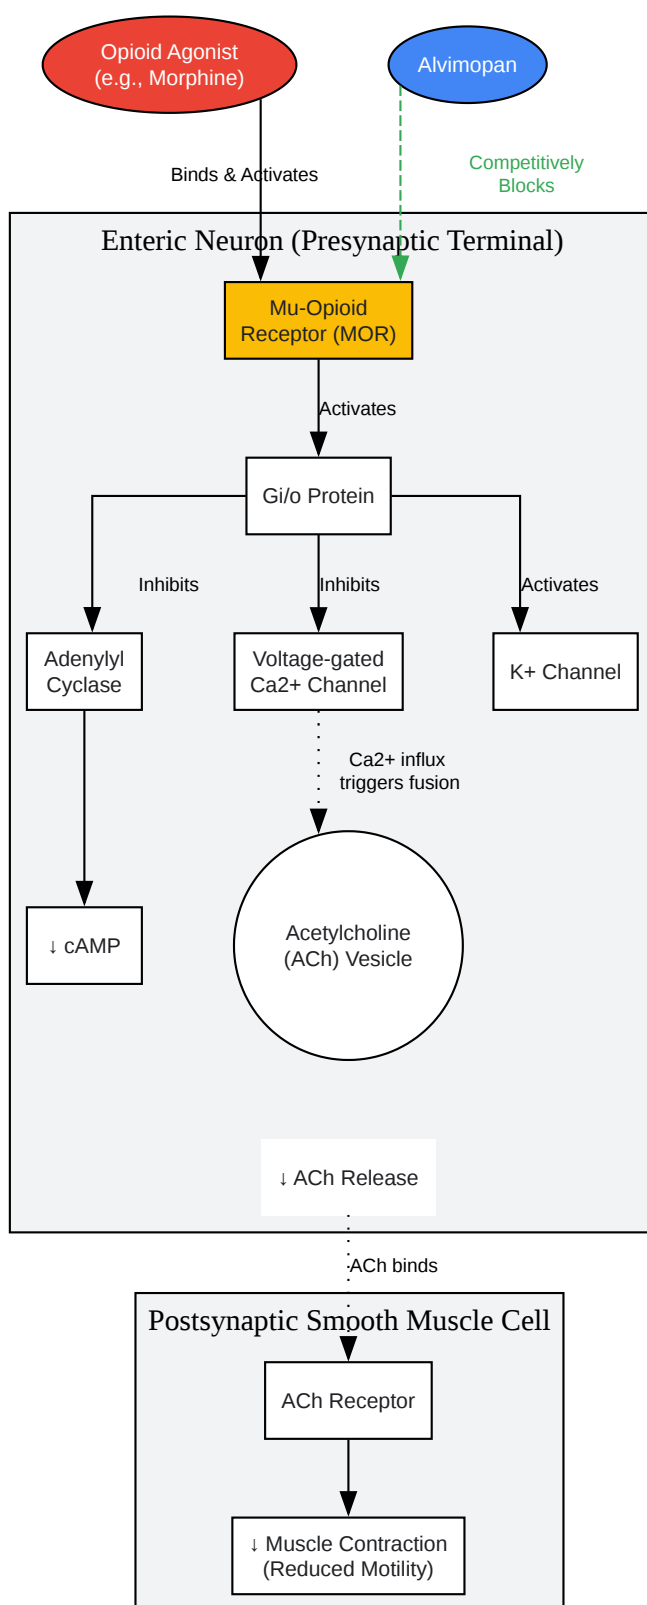 Opioid Agonist
(e.g., Morphine)
Alvimopan
Binds & Activates
Competitively
Blocks
Enteric Neuron (Presynaptic Terminal)
Mu-Opioid
Receptor (MOR)
Activates
Gi/o Protein
Inhibits
Inhibits
Activates
Adenylyl
Cyclase
Voltage-gated
Ca2+ Channel
K+ Channel
Ca2+ influx
triggers fusion
↓ cAMP
Acetylcholine
(ACh) Vesicle
↓ ACh Release
ACh binds
Postsynaptic Smooth Muscle Cell
ACh Receptor
↓ Muscle Contraction
(Reduced Motility)